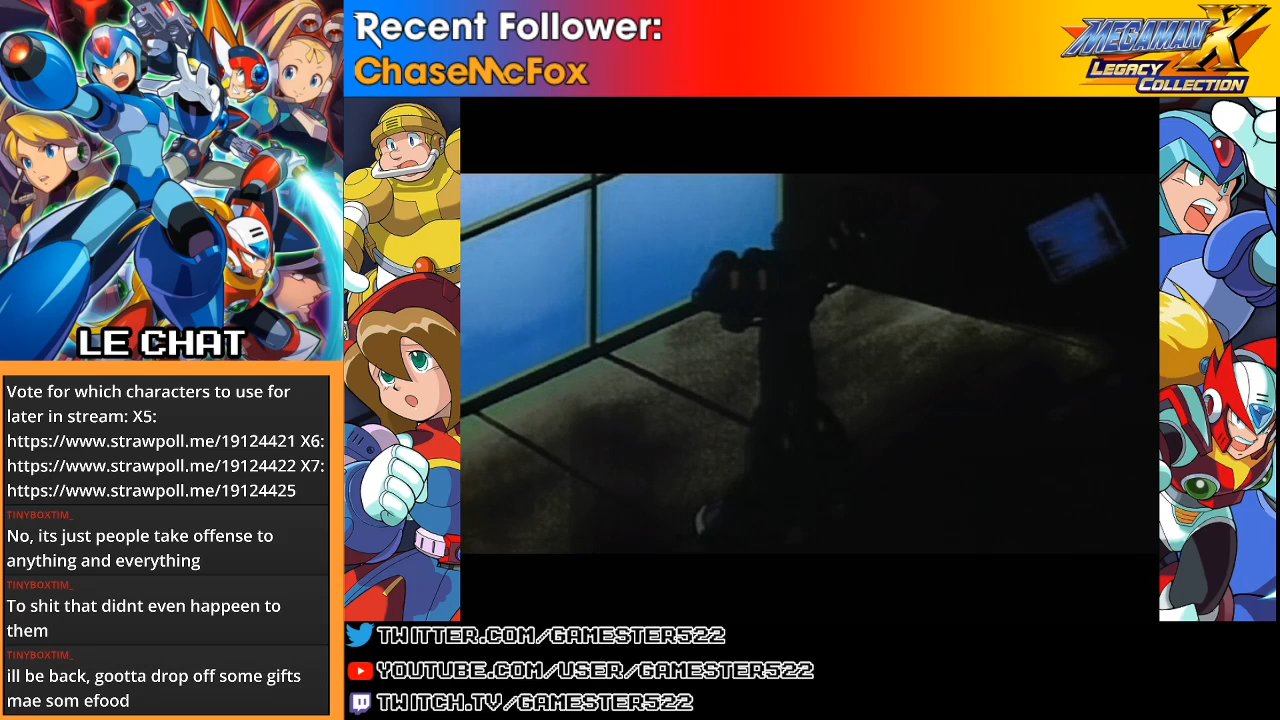 Recent Follower:
ChaseMcFox
MEGAMAN X
LEGACY
COLLECTION
LE CHAT
Vote for which characters to use for
later in stream: X5:
https://www.strawpoll.me/19124421 X6:
https://www.strawpoll.me/19124422 X7:
https://www.strawpoll.me/19124425
TINYBOXTIM_
No, its just people take offense to
anything and everything
TINYBOXTIM_
To shit that didnt even happeen to
them
TINYBOXTIM_
ill be back, gootta drop off some gifts
mae som efood
TWITTER.COM/GAMESTER522
YOUTUBE.COM/USER/GAMESTER522
TWITCH.TV/GAMESTER522